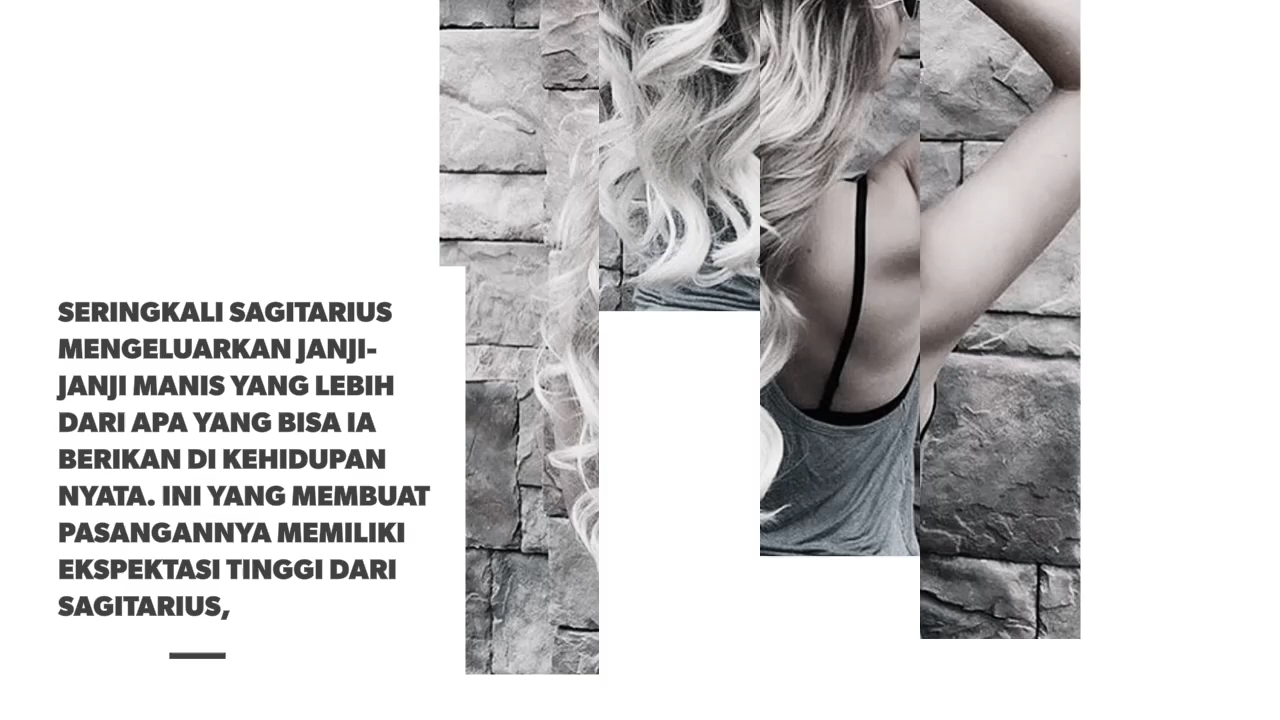 SERINGKALI SAGITARIUS
MENGELUARKAN JANJI-
JANJI MANIS YANG LEBIH
DARI APA YANG BISA IA
BERIKAN DI KEHIDUPAN
NYATA. INI YANG MEMBUAT
PASANGANNYA MEMILIKI
EKSPEKTASI TINGGI DARI
SAGITARIUS,